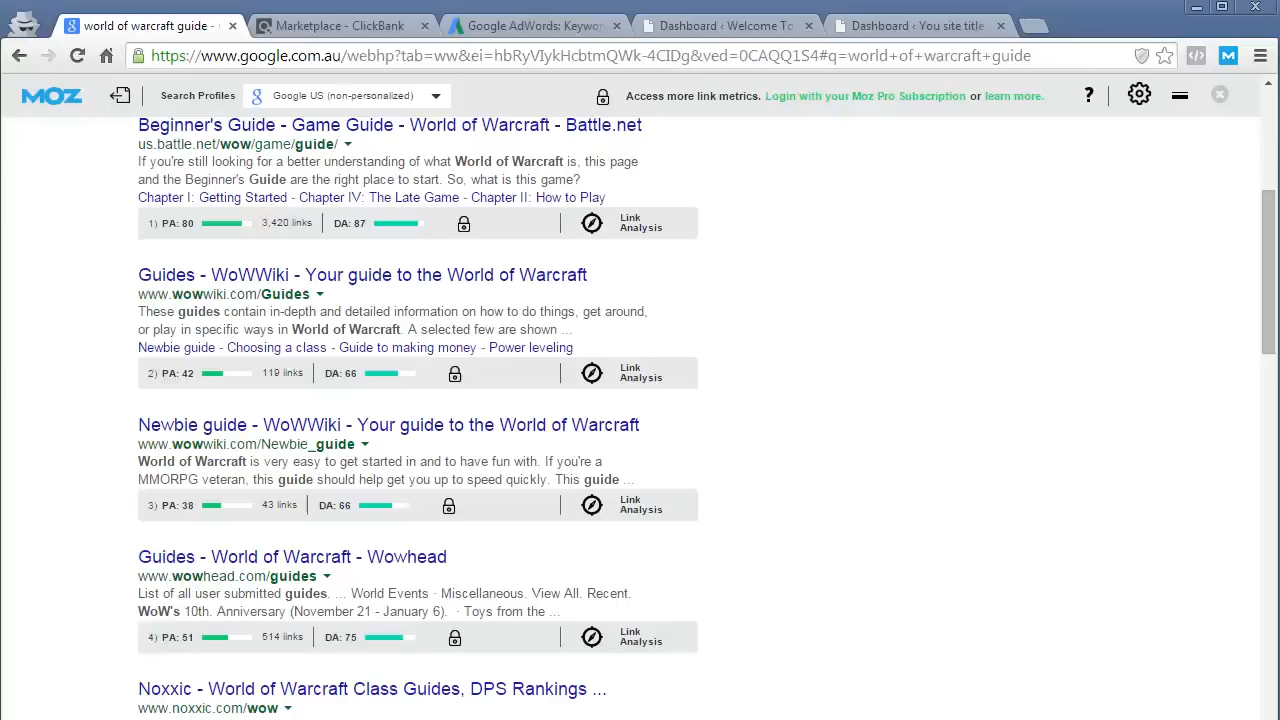 world of warcraft guide -
Marketplace - ClickBank
Google AdWords: Keywor
Dashboard ‹ Welcome To
Dashboard ‹ You site title
https://www.google.com.au/webhp?tab=ww&ei=hbRyVIykHcbtmQWk-4CIDg&ved=0CAQQ1S4#q=world+of+warcraft+guide
M
MOZ
Search Profiles
Google US (non-personalized)
Access more link metrics. Login with your Moz Pro Subscription or learn more.
?
Beginner's Guide - Game Guide - World of Warcraft - Battle.net
us.battle.net/wow/game/guide/
If you're still looking for a better understanding of what World of Warcraft is, this page
and the Beginner's Guide are the right place to start. So, what is this game?
Chapter I: Getting Started - Chapter IV: The Late Game - Chapter II: How to Play
1) PA: 80 3,420 links DA: 87 Link
Analysis
Guides - WoWWiki - Your guide to the World of Warcraft
www.wowwiki.com/Guides
These guides contain in-depth and detailed information on how to do things, get around,
or play in specific ways in World of Warcraft. A selected few are shown ...
Newbie guide - Choosing a class - Guide to making money - Power leveling
2) PA: 42 119 links DA: 66 Link
Analysis
Newbie guide - WoWWiki - Your guide to the World of Warcraft
www.wowwiki.com/Newbie_guide
World of Warcraft is very easy to get started in and to have fun with. If you're a
MMORPG veteran, this guide should help get you up to speed quickly. This guide ...
3) PA: 38 43 links DA: 66 Link
Analysis
Guides - World of Warcraft - Wowhead
www.wowhead.com/guides
List of all user submitted guides. ... World Events · Miscellaneous. View All. Recent.
WoW's 10th. Anniversary (November 21 - January 6). · Toys from the ...
4) PA: 51 514 links DA: 75 Link
Analysis
Noxxic - World of Warcraft Class Guides, DPS Rankings ...
www.noxxic.com/wow